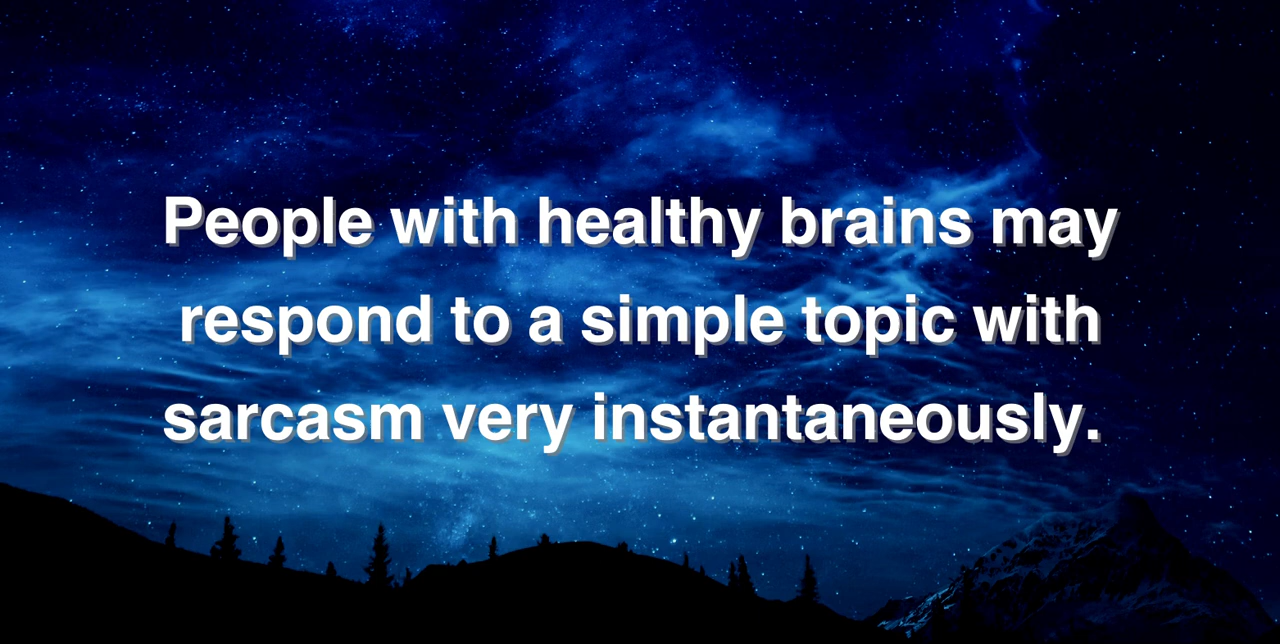 People with healthy brains may
respond to a simple topic with
sarcasm very instantaneously.